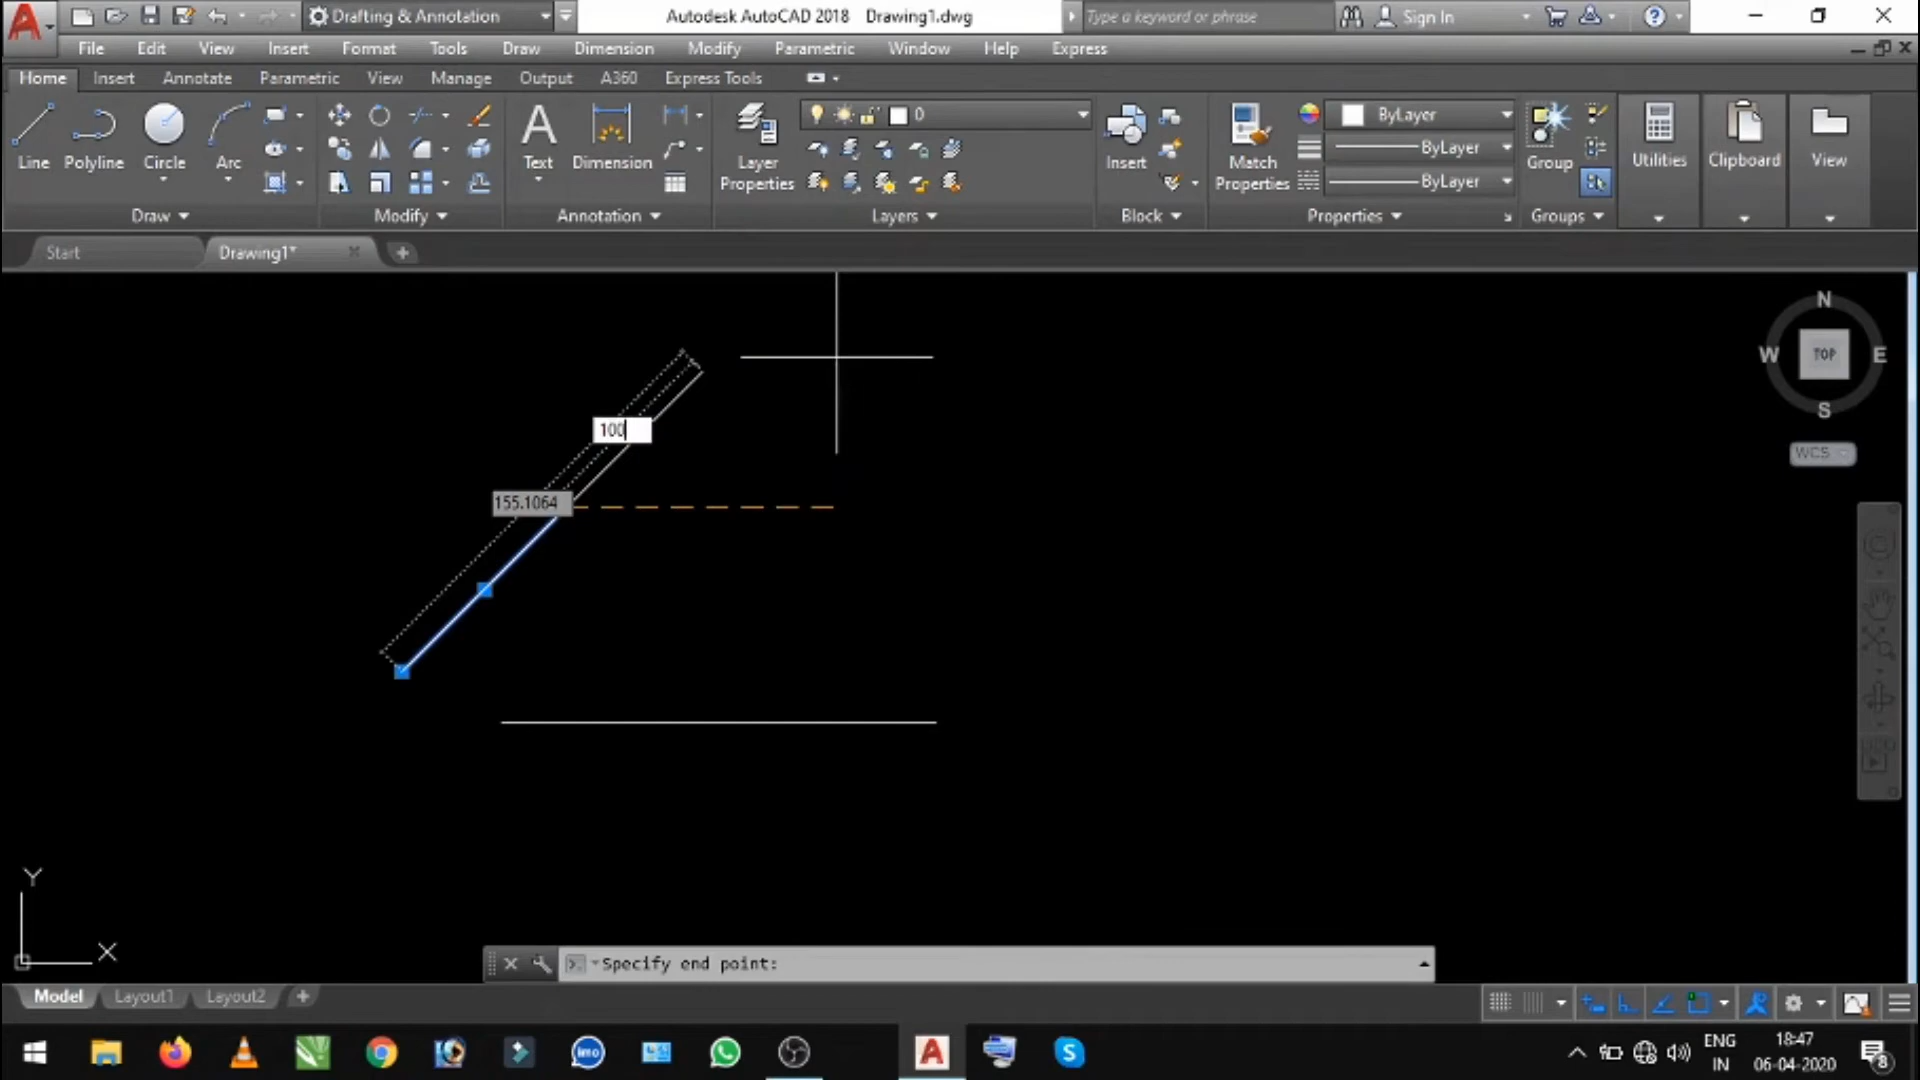 Drafting & Annotation
Autodesk AutoCAD 2018 Drawing1.dwg
Type a keyword or phrase
Sign In
File Edit View Insert Format Tools Draw Dimension Modify Parametric Window Help Express
Home Insert Annotate Parametric View Manage Output A360 Express Tools
0
ByLayer
ByLayer
ByLayer
Line Polyline Circle Arc
Text Dimension
Layer Properties
Insert
Match Properties
Group
Utilities
Clipboard
View
Draw Modify Annotation Layers Block Properties Groups
Start Drawing1*
N
W TOP E
S
WCS
100
155.1064
Y
X
Specify end point:
Model Layout1 Layout2
imo
ENG
IN
18:47
06-04-2020
8